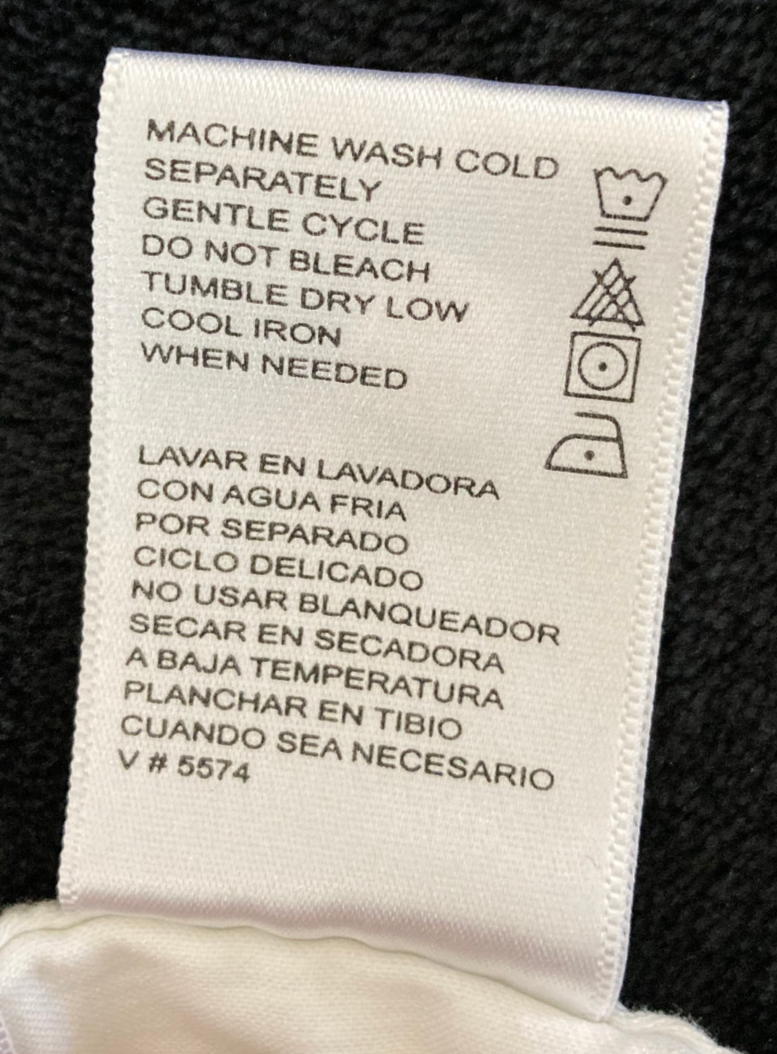 MACHINE WASH COLD
SEPARATELY
GENTLE CYCLE
DO NOT BLEACH
TUMBLE DRY LOW
COOL IRON
WHEN NEEDED
LAVAR EN LAVADORA
CON AGUA FRIA
POR SEPARADO
CICLO DELICADO
NO USAR BLANQUEADOR
SECAR EN SECADORA
A BAJA TEMPERATURA
PLANCHAR EN TIBIO
CUANDO SEA NECESARIO
V # 5574